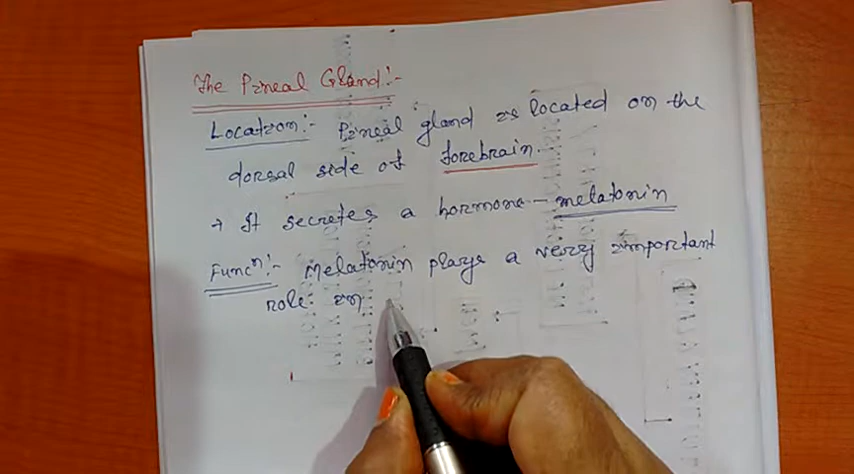 The Pineal Gland:-
Location:- Pineal gland is located on the
dorsal side of forebrain.
→ It secretes a hormone - melatonin
Funcⁿ:- Melatonin plays a very important
role in